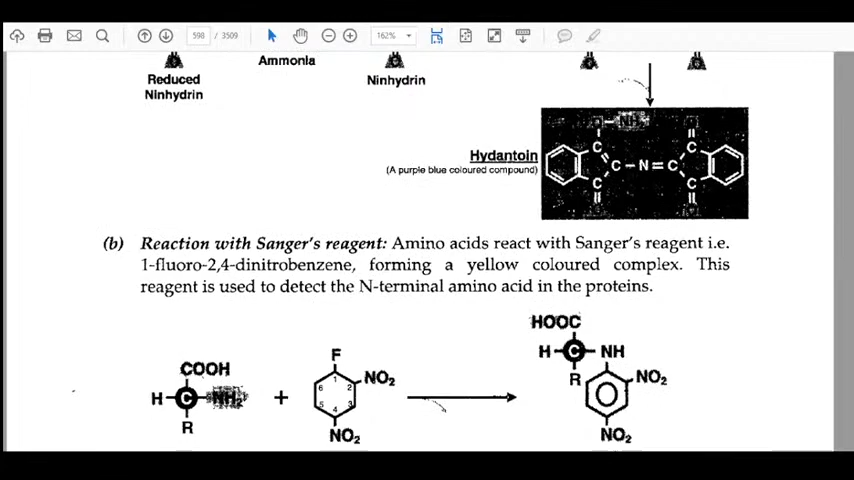 598 / 3509 162%
Reduced
Ninhydrin
Ammonia
Ninhydrin
Hydantoin
(A purple blue coloured compound)
C N C
C C
C C
(b) Reaction with Sanger's reagent: Amino acids react with Sanger's reagent i.e.
1-fluoro-2,4-dinitrobenzene, forming a yellow coloured complex. This
reagent is used to detect the N-terminal amino acid in the proteins.
COOH
H C NH2
R
+
F
1 2 3 4 5 6
NO2
NO2
HOOC
H C NH
R
NO2
NO2